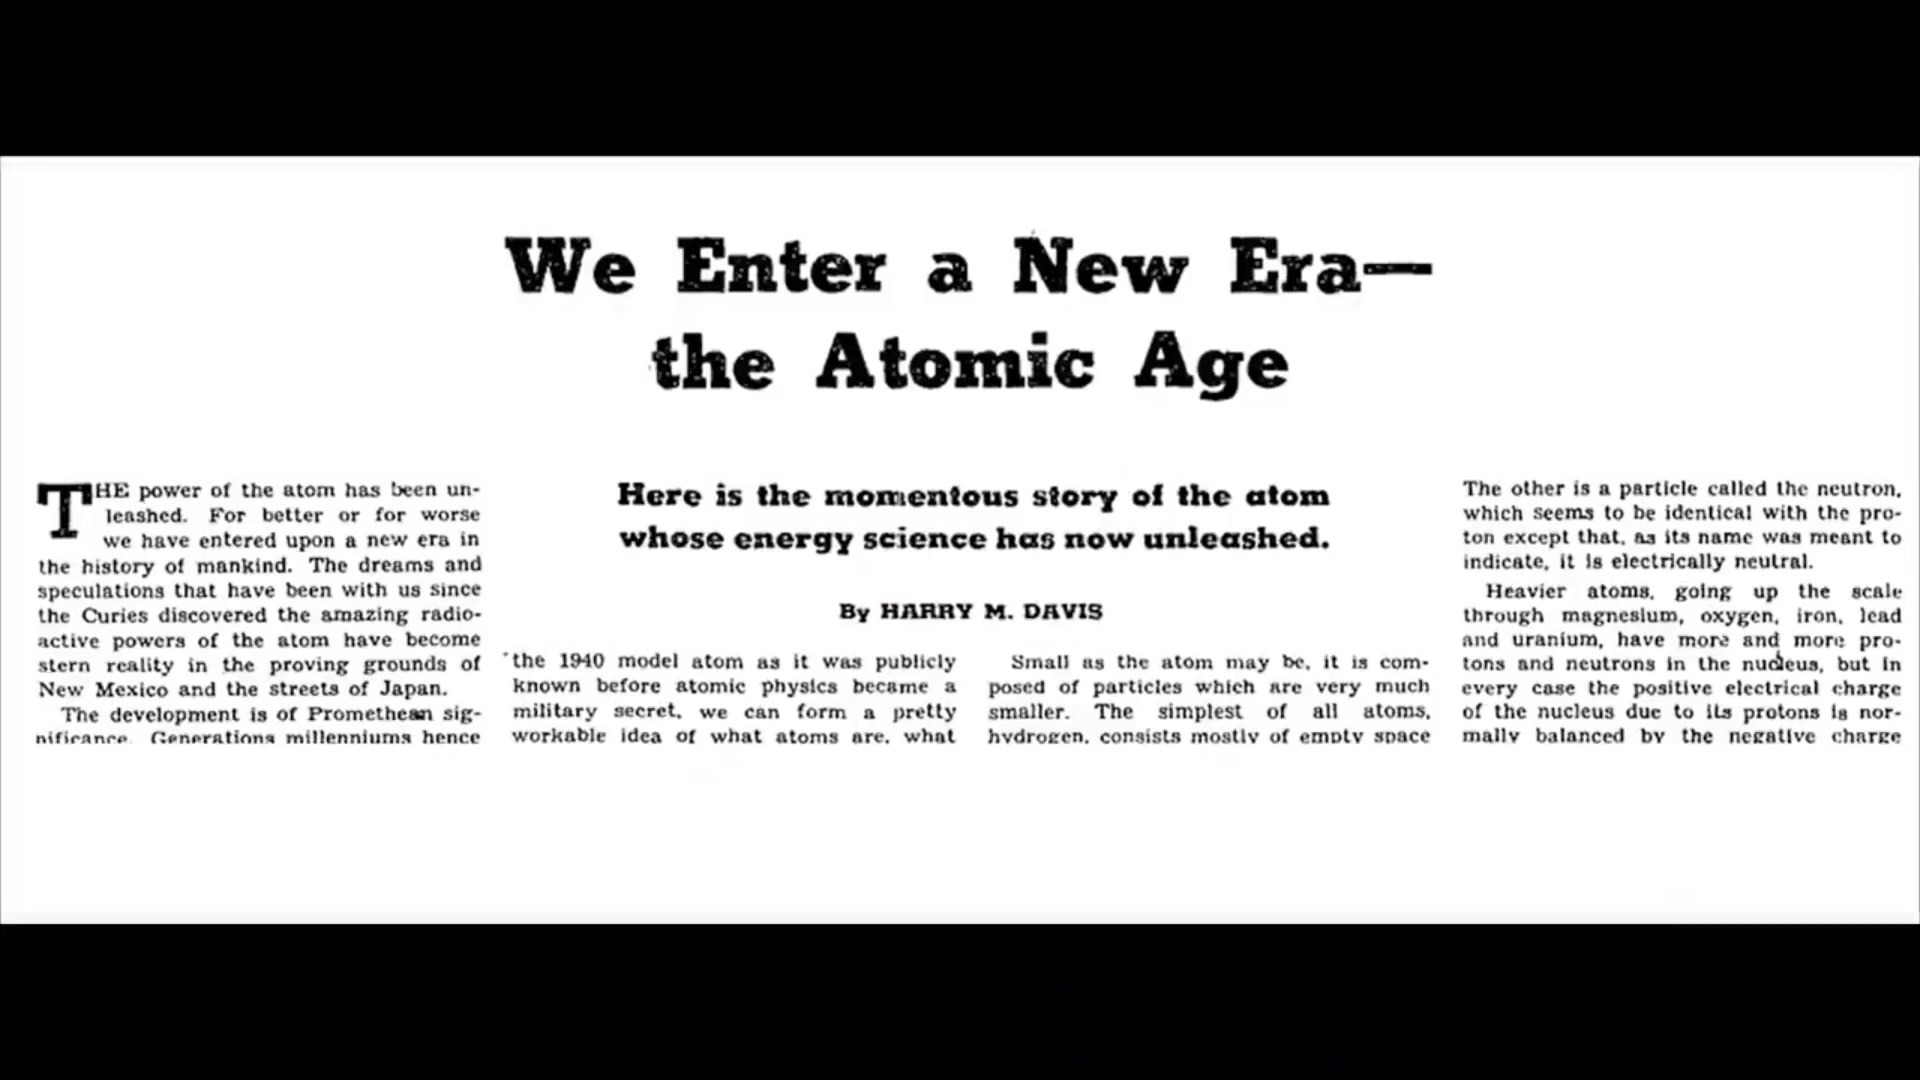 We Enter a New Era—
the Atomic Age
THE power of the atom has been un-
leashed. For better or for worse
we have entered upon a new era in
the history of mankind. The dreams and
speculations that have been with us since
the Curies discovered the amazing radio-
active powers of the atom have become
stern reality in the proving grounds of
New Mexico and the streets of Japan.
The development is of Promethean sig-
nificance. Generations millenniums hence
Here is the momentous story of the atom
whose energy science has now unleashed.
By HARRY M. DAVIS
the 1940 model atom as it was publicly
known before atomic physics became a
military secret, we can form a pretty
workable idea of what atoms are, what
Small as the atom may be, it is com-
posed of particles which are very much
smaller. The simplest of all atoms,
hydrogen, consists mostly of empty space
The other is a particle called the neutron,
which seems to be identical with the pro-
ton except that, as its name was meant to
indicate, it is electrically neutral.
Heavier atoms, going up the scale
through magnesium, oxygen, iron, lead
and uranium, have more and more pro-
tons and neutrons in the nucleus, but in
every case the positive electrical charge
of the nucleus due to its protons is nor-
mally balanced by the negative charge